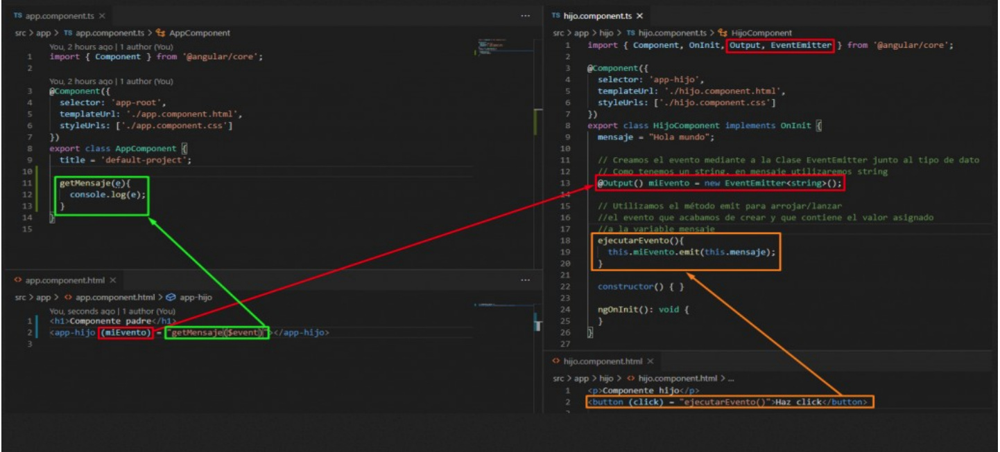 app.component.ts
src > app > TS app.component.ts > AppComponent
You, 2 hours ago | 1 author (You)
1 import { Component } from '@angular/core';
2
You, 2 hours ago | 1 author (You)
3 @Component({
4 selector: 'app-root',
5 templateUrl: './app.component.html',
6 styleUrls: ['./app.component.css']
7 })
8 export class AppComponent {
9 title = 'default-project';
10
11 getMensaje(e){
12 console.log(e);
13 }
14 }
15
app.component.html
src > app > app.component.html > app-hijo
You, seconds ago | 1 author (You)
1 <h1>Componente padre</h1>
2 <app-hijo (miEvento) = "getMensaje($event)"></app-hijo>
3
TS hijo.component.ts
src > app > hijo > TS hijo.component.ts > HijoComponent
1 import { Component, OnInit, Output, EventEmitter } from '@angular/core';
2
3 @Component({
4 selector: 'app-hijo',
5 templateUrl: './hijo.component.html',
6 styleUrls: ['./hijo.component.css']
7 })
8 export class HijoComponent implements OnInit {
9 mensaje = "Hola mundo";
10
11 // Creamos el evento mediante a la Clase EventEmitter junto al tipo de dato
12 // Como tenemos un string, en mensaje utilizaremos string
13 @Output() miEvento = new EventEmitter<string>();
14
15 // Utilizamos el método emit para arrojar/lanzar
16 //el evento que acabamos de crear y que contiene el valor asignado
17 //a la variable mensaje
18 ejecutarEvento(){
19 this.miEvento.emit(this.mensaje);
20 }
21
22 constructor() { }
23
24 ngOnInit(): void {
25 }
26 }
27
hijo.component.html
src > app > hijo > hijo.component.html > ...
1 <p>Componente hijo</p>
2 <button (click) = "ejecutarEvento()">Haz click</button>